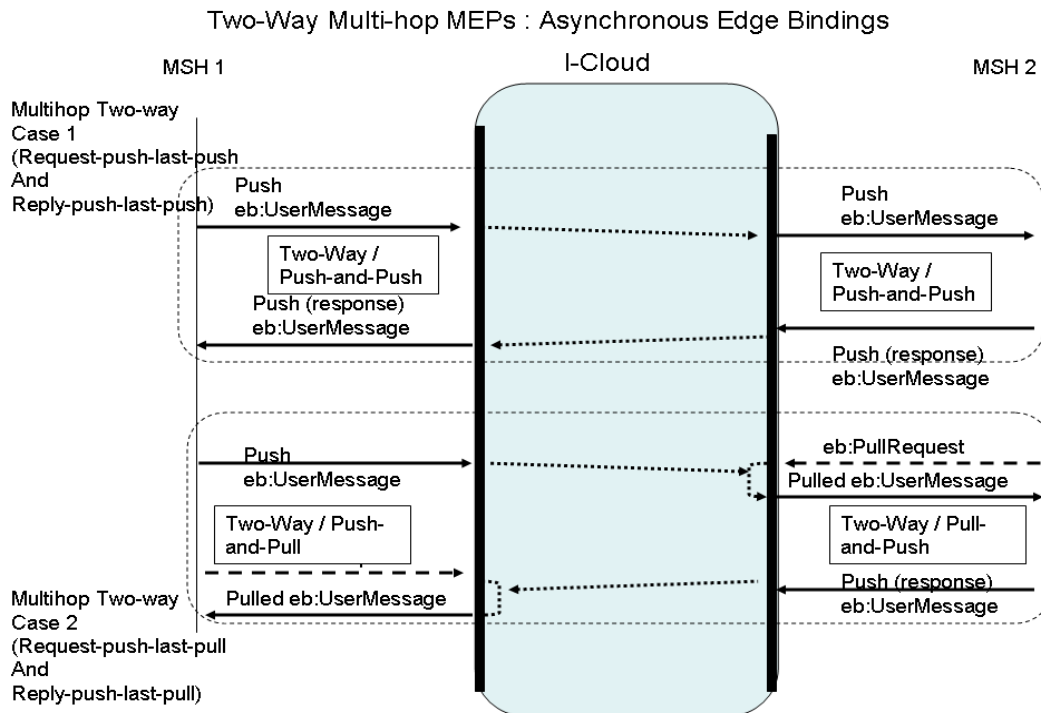 Two-Way Multi-hop MEPs : Asynchronous Edge Bindings
MSH 1
I-Cloud
MSH 2
Multihop Two-way
Case 1
(Request-push-last-push
And
Reply-push-last-push)
Push
eb:UserMessage
Push
eb:UserMessage
Two-Way /
Push-and-Push
Two-Way /
Push-and-Push
Push (response)
eb:UserMessage
Push (response)
eb:UserMessage
Push
eb:UserMessage
eb:PullRequest
Pulled eb:UserMessage
Two-Way / Push-
and-Pull
Two-Way / Pull-
and-Push
Pulled eb:UserMessage
Push (response)
eb:UserMessage
Multihop Two-way
Case 2
(Request-push-last-pull
And
Reply-push-last-pull)